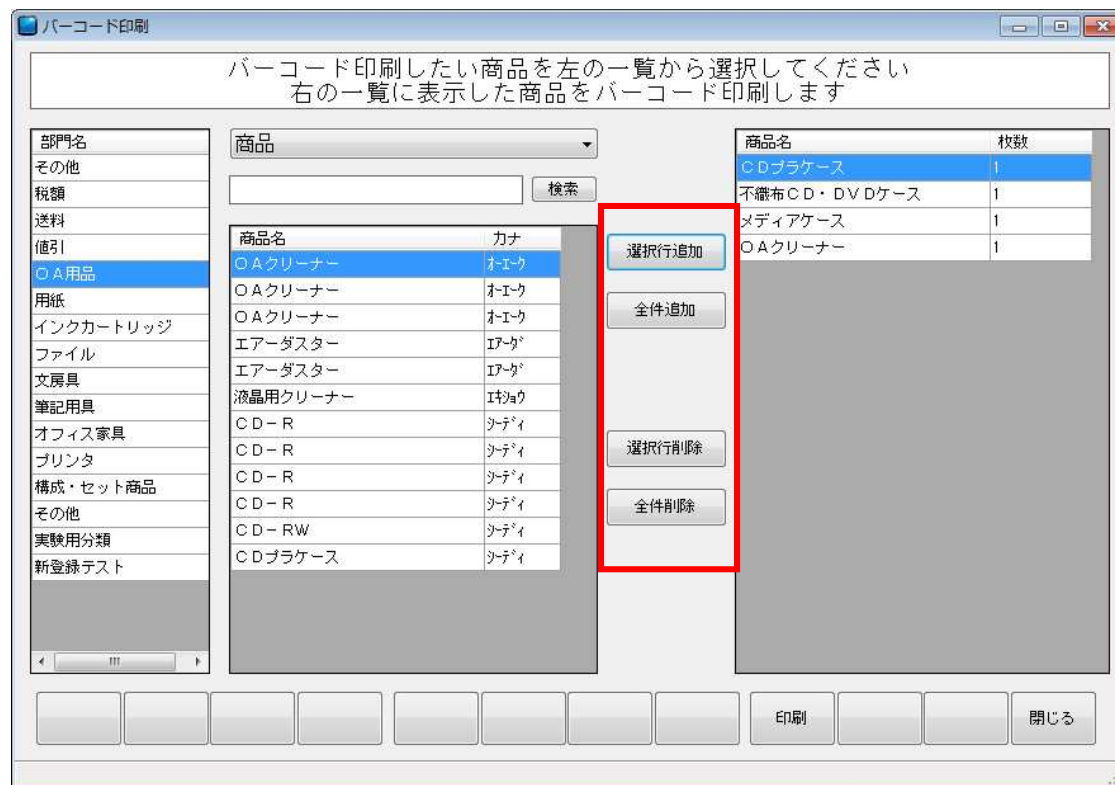 バーコード印刷
バーコード印刷したい商品を左の一覧から選択してください
右の一覧に表示した商品をバーコード印刷します
部門名
その他
税額
送料
値引
ＯＡ用品
用紙
インクカートリッジ
ファイル
文房具
筆記用具
オフィス家具
プリンタ
構成・セット商品
その他
実験用分類
新登録テスト
商品
検索
商品名 カナ
ＯＡクリーナー ｵｰｴｰｸ
ＯＡクリーナー ｵｰｴｰｸ
ＯＡクリーナー ｵｰｴｰｸ
エアーダスター ｴｱｰﾀﾞ
エアーダスター ｴｱｰﾀﾞ
液晶用クリーナー ｴｷｼｮｳ
ＣＤ－Ｒ ｼｰﾃﾞｨ
ＣＤ－Ｒ ｼｰﾃﾞｨ
ＣＤ－Ｒ ｼｰﾃﾞｨ
ＣＤ－Ｒ ｼｰﾃﾞｨ
ＣＤ－ＲＷ ｼｰﾃﾞｨ
ＣＤプラケース ｼｰﾃﾞｨ
選択行追加
全件追加
選択行削除
全件削除
商品名 枚数
ＣＤプラケース 1
不織布ＣＤ・ＤＶＤケース 1
メディアケース 1
ＯＡクリーナー 1
印刷
閉じる